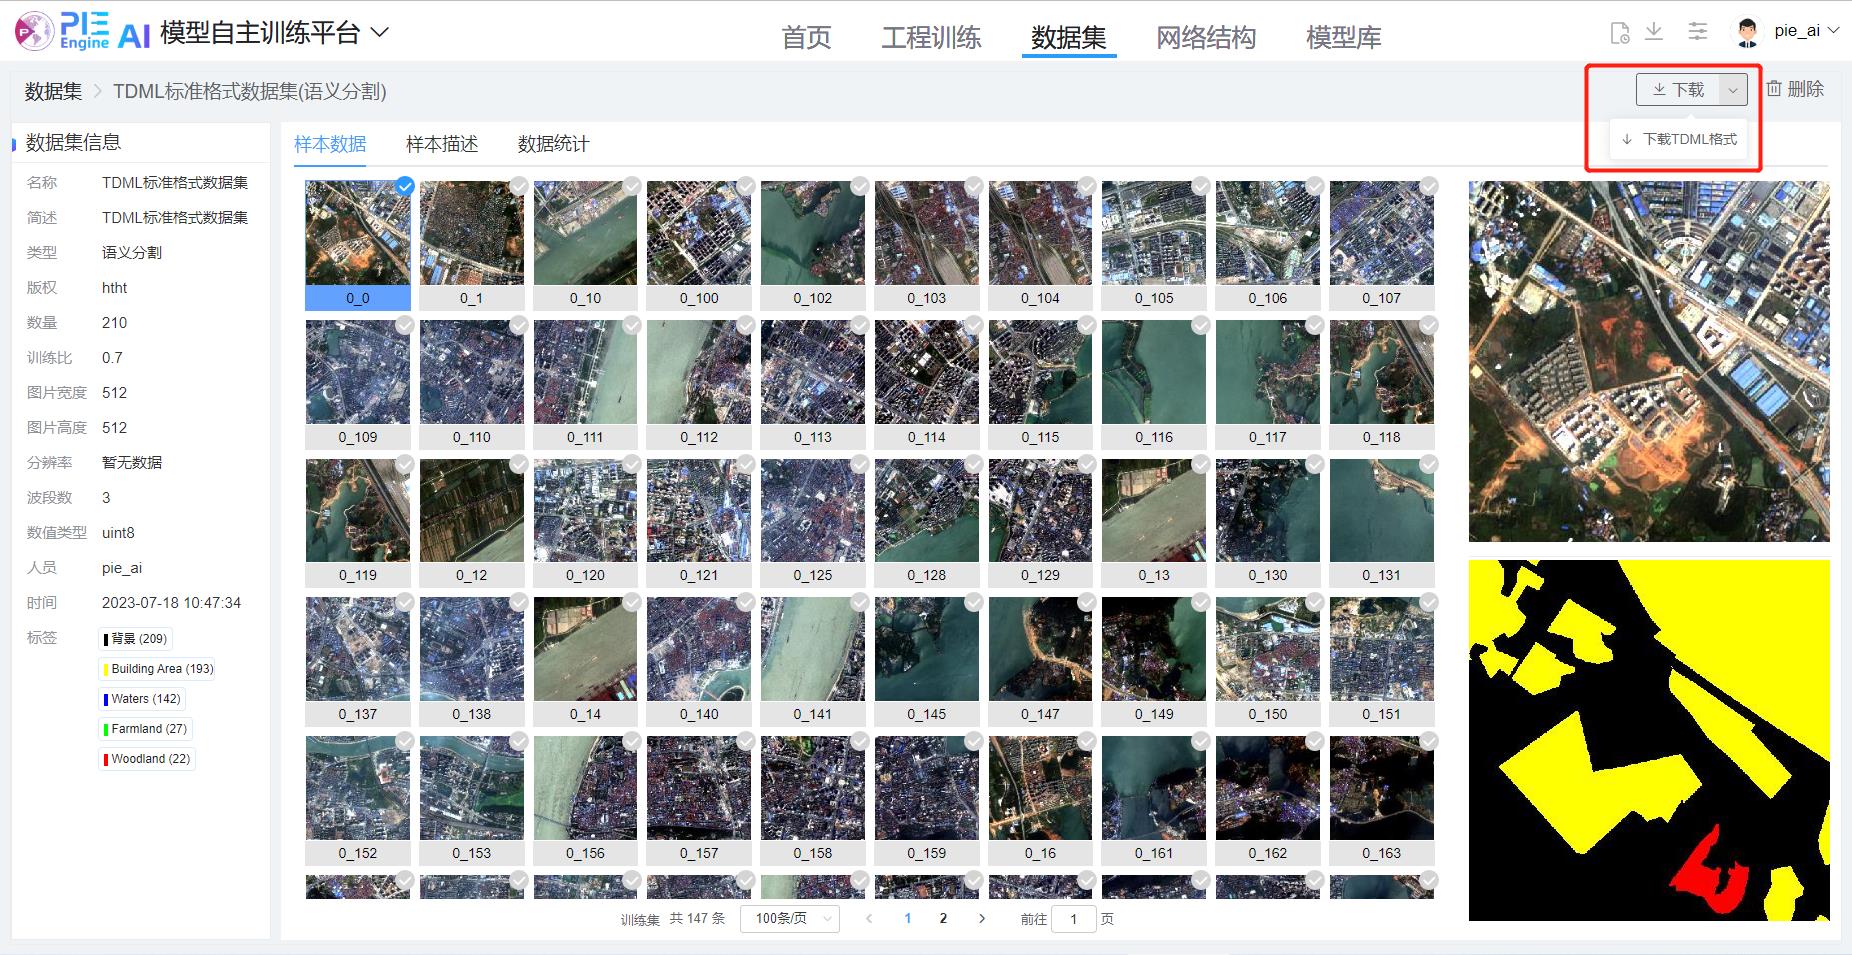 PIE Engine AI 模型自主训练平台
首页 工程训练 数据集 网络结构 模型库
pie_ai
数据集 > TDML标准格式数据集(语义分割)
下载
删除
下载TDML格式
数据集信息
名称 TDML标准格式数据集
简述 TDML标准格式数据集
类型 语义分割
版权 htht
数量 210
训练比 0.7
图片宽度 512
图片高度 512
分辨率 暂无数据
波段数 3
数值类型 uint8
人员 pie_ai
时间 2023-07-18 10:47:34
标签 背景 (209)
Building Area (193)
Waters (142)
Farmland (27)
Woodland (22)
样本数据 样本描述 数据统计
0_0 0_1 0_10 0_100 0_102 0_103 0_104 0_105 0_106 0_107
0_109 0_110 0_111 0_112 0_113 0_114 0_115 0_116 0_117 0_118
0_119 0_12 0_120 0_121 0_125 0_128 0_129 0_13 0_130 0_131
0_137 0_138 0_14 0_140 0_141 0_145 0_147 0_149 0_150 0_151
0_152 0_153 0_156 0_157 0_158 0_159 0_16 0_161 0_162 0_163
训练集 共 147 条 100条/页 < 1 2 > 前往 1 页